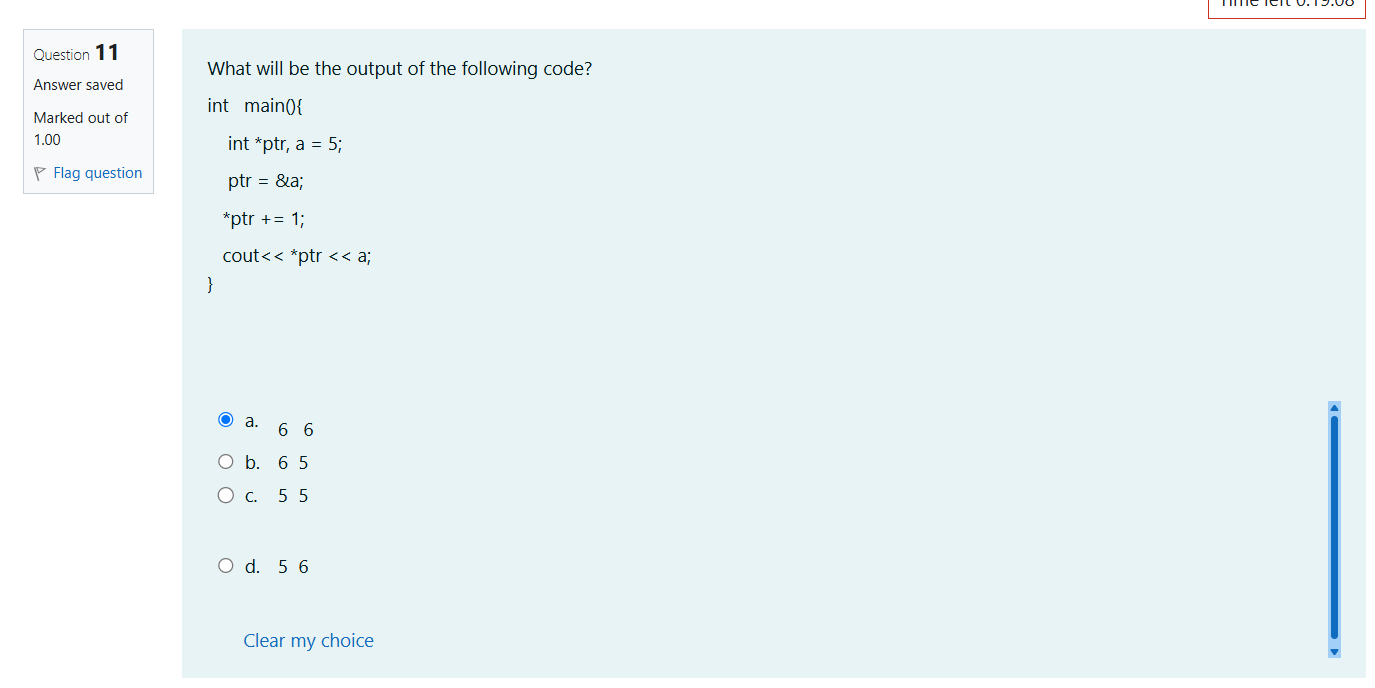 Time left 0:19:08
Question 11
Answer saved
Marked out of
1.00
Flag question
What will be the output of the following code?
int main(){
int *ptr, a = 5;
ptr = &a;
*ptr += 1;
cout<< *ptr << a;
}
a. 6 6
b. 6 5
c. 5 5
d. 5 6
Clear my choice